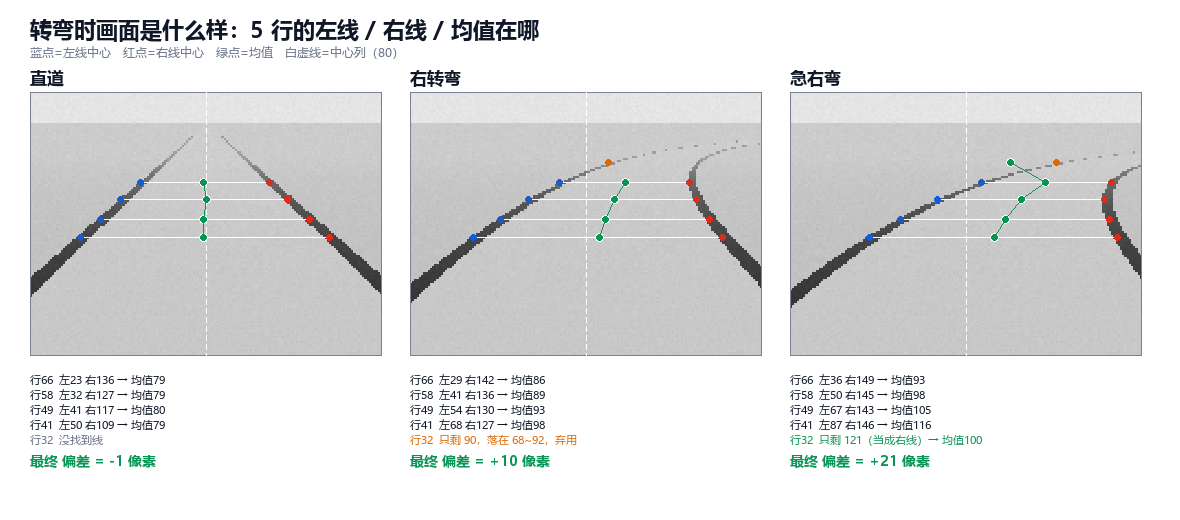 转弯时画面是什么样：5 行的左线 / 右线 / 均值在哪
蓝点=左线中心 红点=右线中心 绿点=均值 白虚线=中心列（80）
直道
行66 左23 右136 → 均值79
行58 左32 右127 → 均值79
行49 左41 右117 → 均值80
行41 左50 右109 → 均值79
行32 没找到线
最终 偏差 = -1 像素
右转弯
行66 左29 右142 → 均值86
行58 左41 右136 → 均值89
行49 左54 右130 → 均值93
行41 左68 右127 → 均值98
行32 只剩 90，落在 68~92，弃用
最终 偏差 = +10 像素
急右弯
行66 左36 右149 → 均值93
行58 左50 右145 → 均值98
行49 左67 右143 → 均值105
行41 左87 右146 → 均值116
行32 只剩 121（当成右线）→ 均值100
最终 偏差 = +21 像素